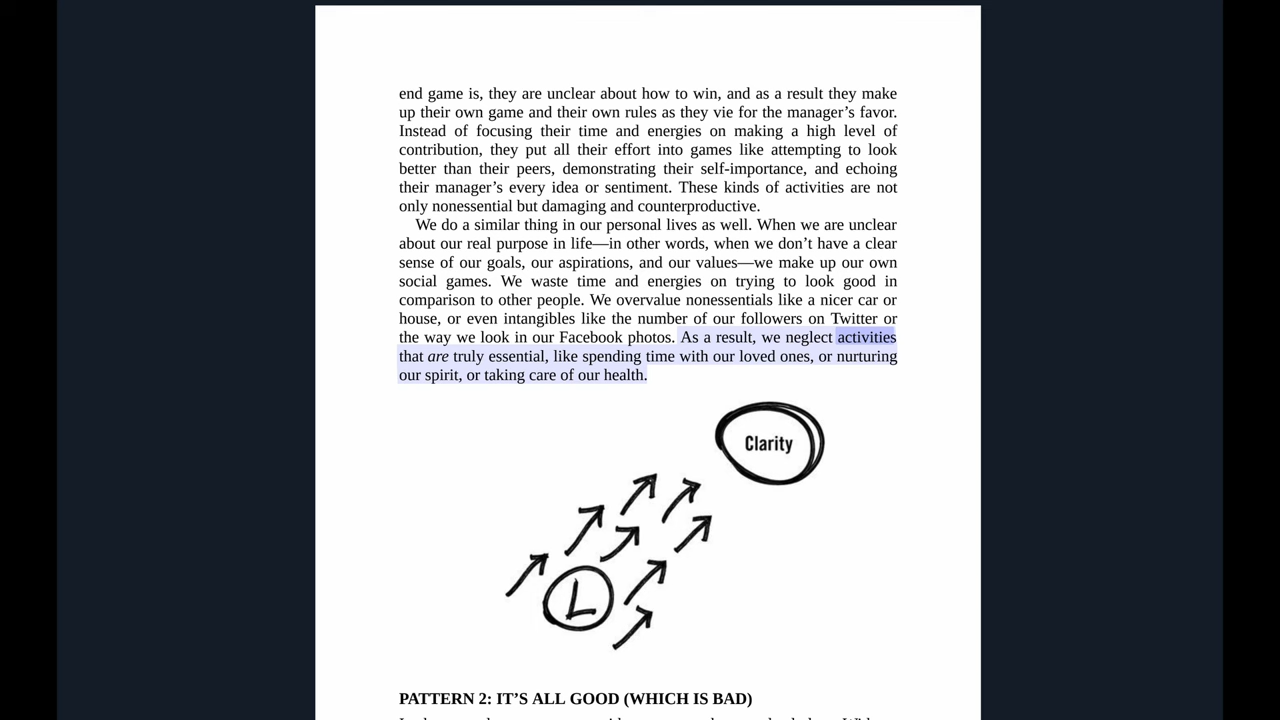 end game is, they are unclear about how to win, and as a result they make
up their own game and their own rules as they vie for the manager’s favor.
Instead of focusing their time and energies on making a high level of
contribution, they put all their effort into games like attempting to look
better than their peers, demonstrating their self-importance, and echoing
their manager’s every idea or sentiment. These kinds of activities are not
only nonessential but damaging and counterproductive.
We do a similar thing in our personal lives as well. When we are unclear
about our real purpose in life—in other words, when we don’t have a clear
sense of our goals, our aspirations, and our values—we make up our own
social games. We waste time and energies on trying to look good in
comparison to other people. We overvalue nonessentials like a nicer car or
house, or even intangibles like the number of our followers on Twitter or
the way we look in our Facebook photos. As a result, we neglect activities
that are truly essential, like spending time with our loved ones, or nurturing
our spirit, or taking care of our health.
Clarity
L
PATTERN 2: IT’S ALL GOOD (WHICH IS BAD)